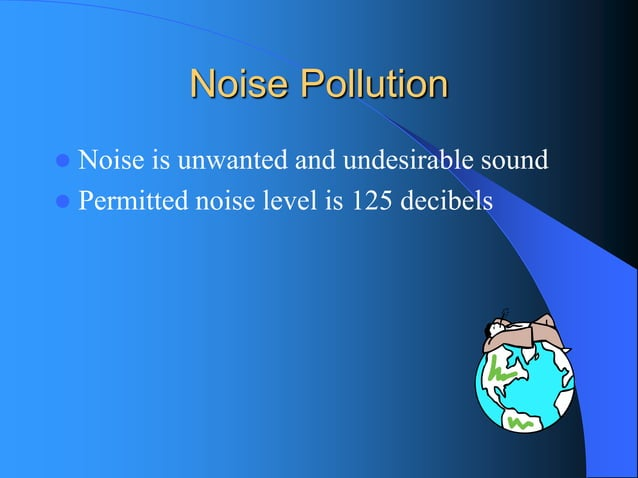 Noise Pollution
Noise is unwanted and undesirable sound
Permitted noise level is 125 decibels